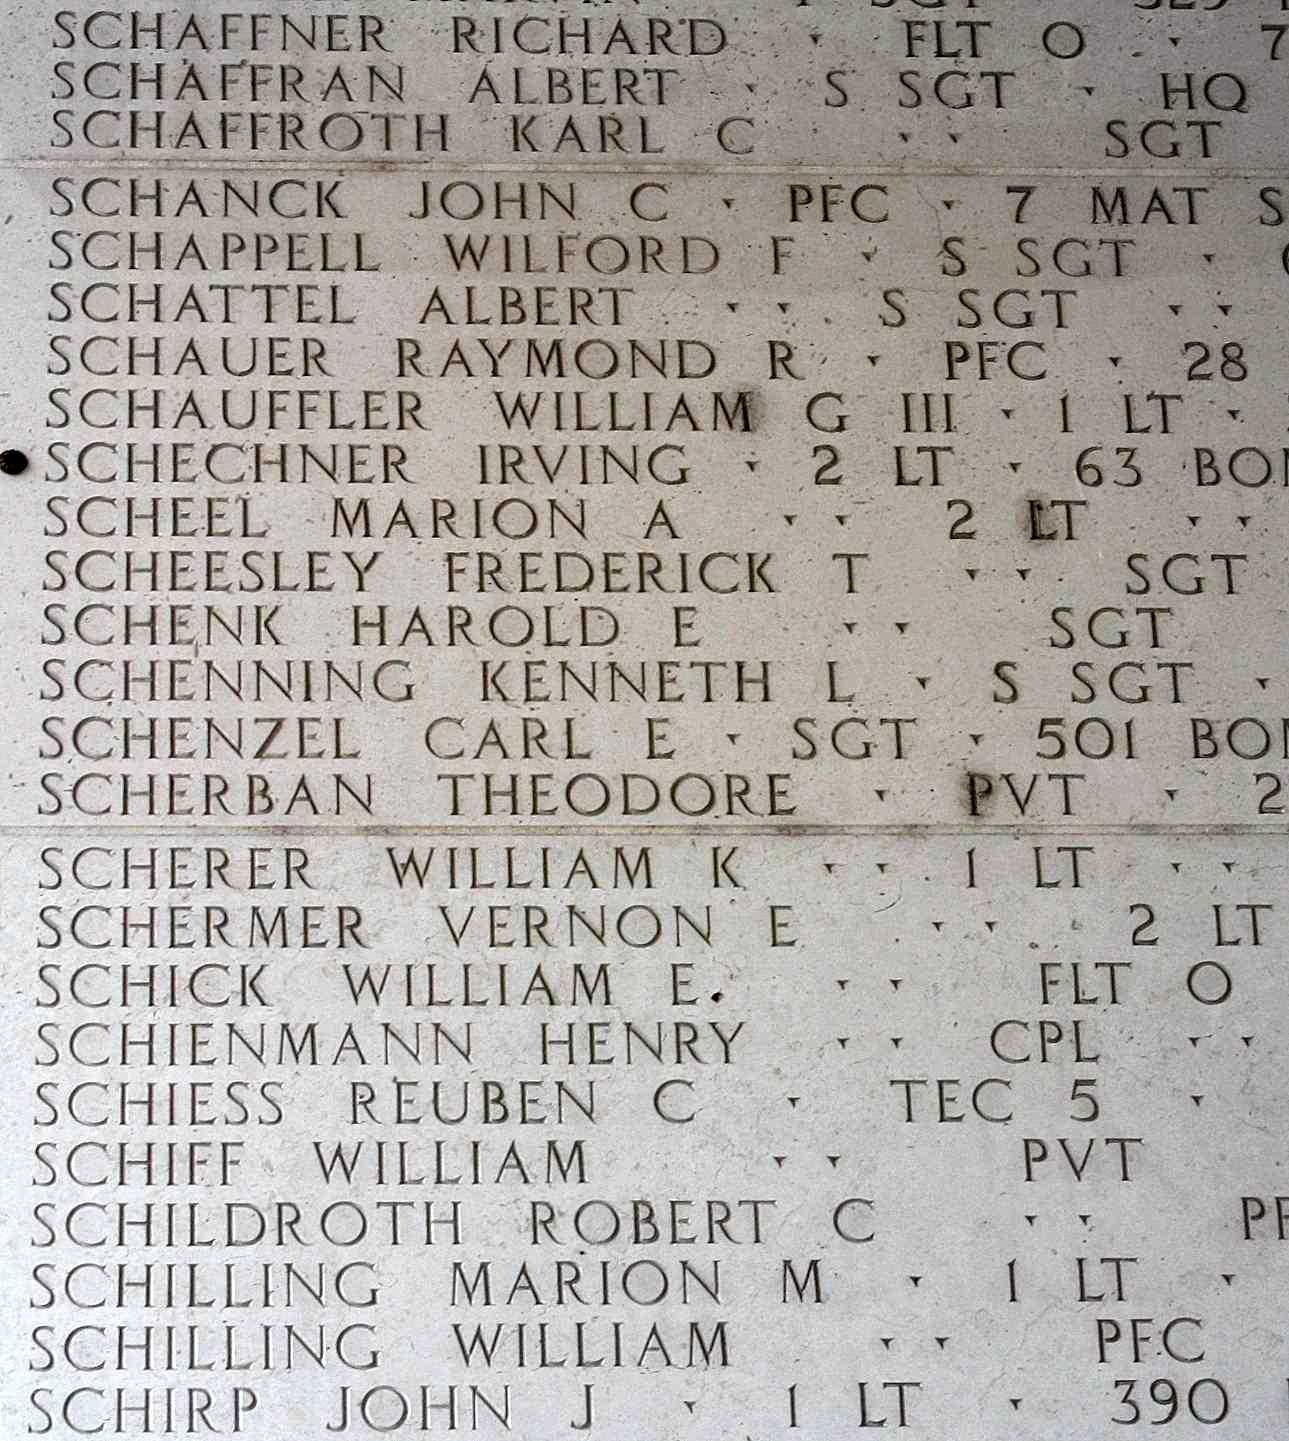 SCHAFFNER RICHARD · FLT O · 7
SCHAFFRAN ALBERT · S SGT · HQ
SCHAFFROTH KARL C · · SGT
SCHANCK JOHN C · PFC · 7 MAT S
SCHAPPELL WILFORD F · S SGT ·
SCHATTEL ALBERT · · S SGT · ·
SCHAUER RAYMOND R · PFC · 28
SCHAUFFLER WILLIAM G III · 1 LT ·
SCHECHNER IRVING · 2 LT · 63 BOM
SCHEEL MARION A · · 2 LT · ·
SCHEESLEY FREDERICK T · · SGT
SCHENK HAROLD E · · SGT
SCHENNING KENNETH L · S SGT ·
SCHENZEL CARL E · SGT · 501 BOM
SCHERBAN THEODORE · PVT · 2
SCHERER WILLIAM K · · 1 LT · ·
SCHERMER VERNON E · · 2 LT
SCHICK WILLIAM E. · · FLT O
SCHIENMANN HENRY · · CPL · ·
SCHIESS REUBEN C · TEC 5 ·
SCHIFF WILLIAM · · PVT
SCHILDROTH ROBERT C · · PF
SCHILLING MARION M · 1 LT ·
SCHILLING WILLIAM · · PFC
SCHIRP JOHN J · 1 LT · 390